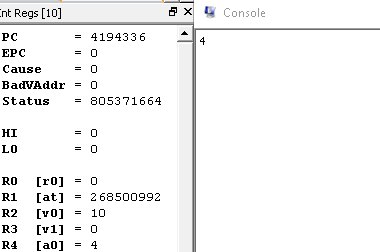 Int Regs [10]
PC = 4194336
EPC = 0
Cause = 0
BadVAddr = 0
Status = 805371664
HI = 0
LO = 0
R0 [r0] = 0
R1 [at] = 268500992
R2 [v0] = 10
R3 [v1] = 0
R4 [a0] = 4
Console
4